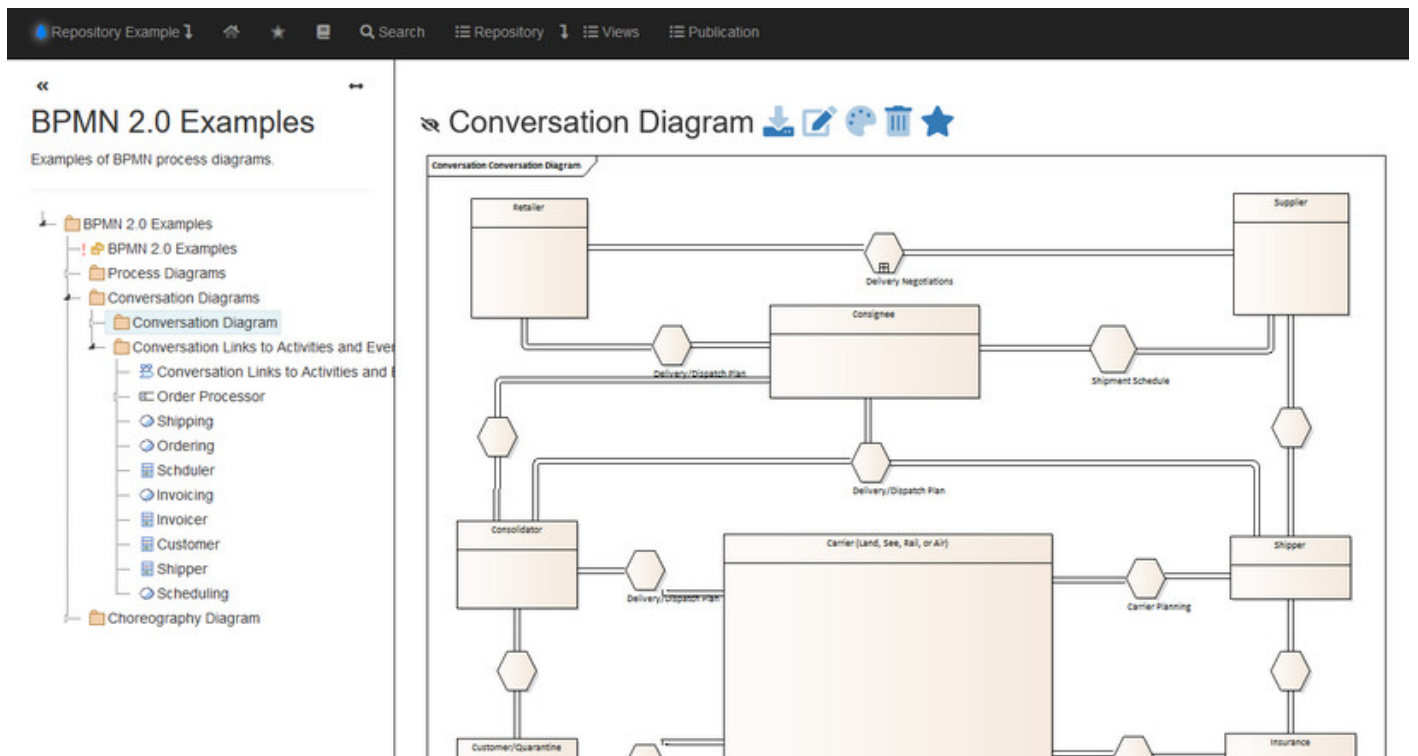 Repository Example
Search
Repository
Views
Publication
BPMN 2.0 Examples
Examples of BPMN process diagrams.
BPMN 2.0 Examples
BPMN 2.0 Examples
Process Diagrams
Conversation Diagrams
Conversation Diagram
Conversation Links to Activities and Ever
Conversation Links to Activities and E
Order Processor
Shipping
Ordering
Schduler
Invoicing
Invoicer
Customer
Shipper
Scheduling
Choreography Diagram
Conversation Diagram
Conversation Conversation Diagram
Retailer
Supplier
Delivery Negotiations
Consignee
Delivery/Dispatch Plan
Shipment Schedule
Delivery/Dispatch Plan
Consolidator
Carrier (Land, See, Rail, or Air)
Shipper
Delivery/Dispatch Plan
Carrier Planning
Customer/Quarantine
Insurance